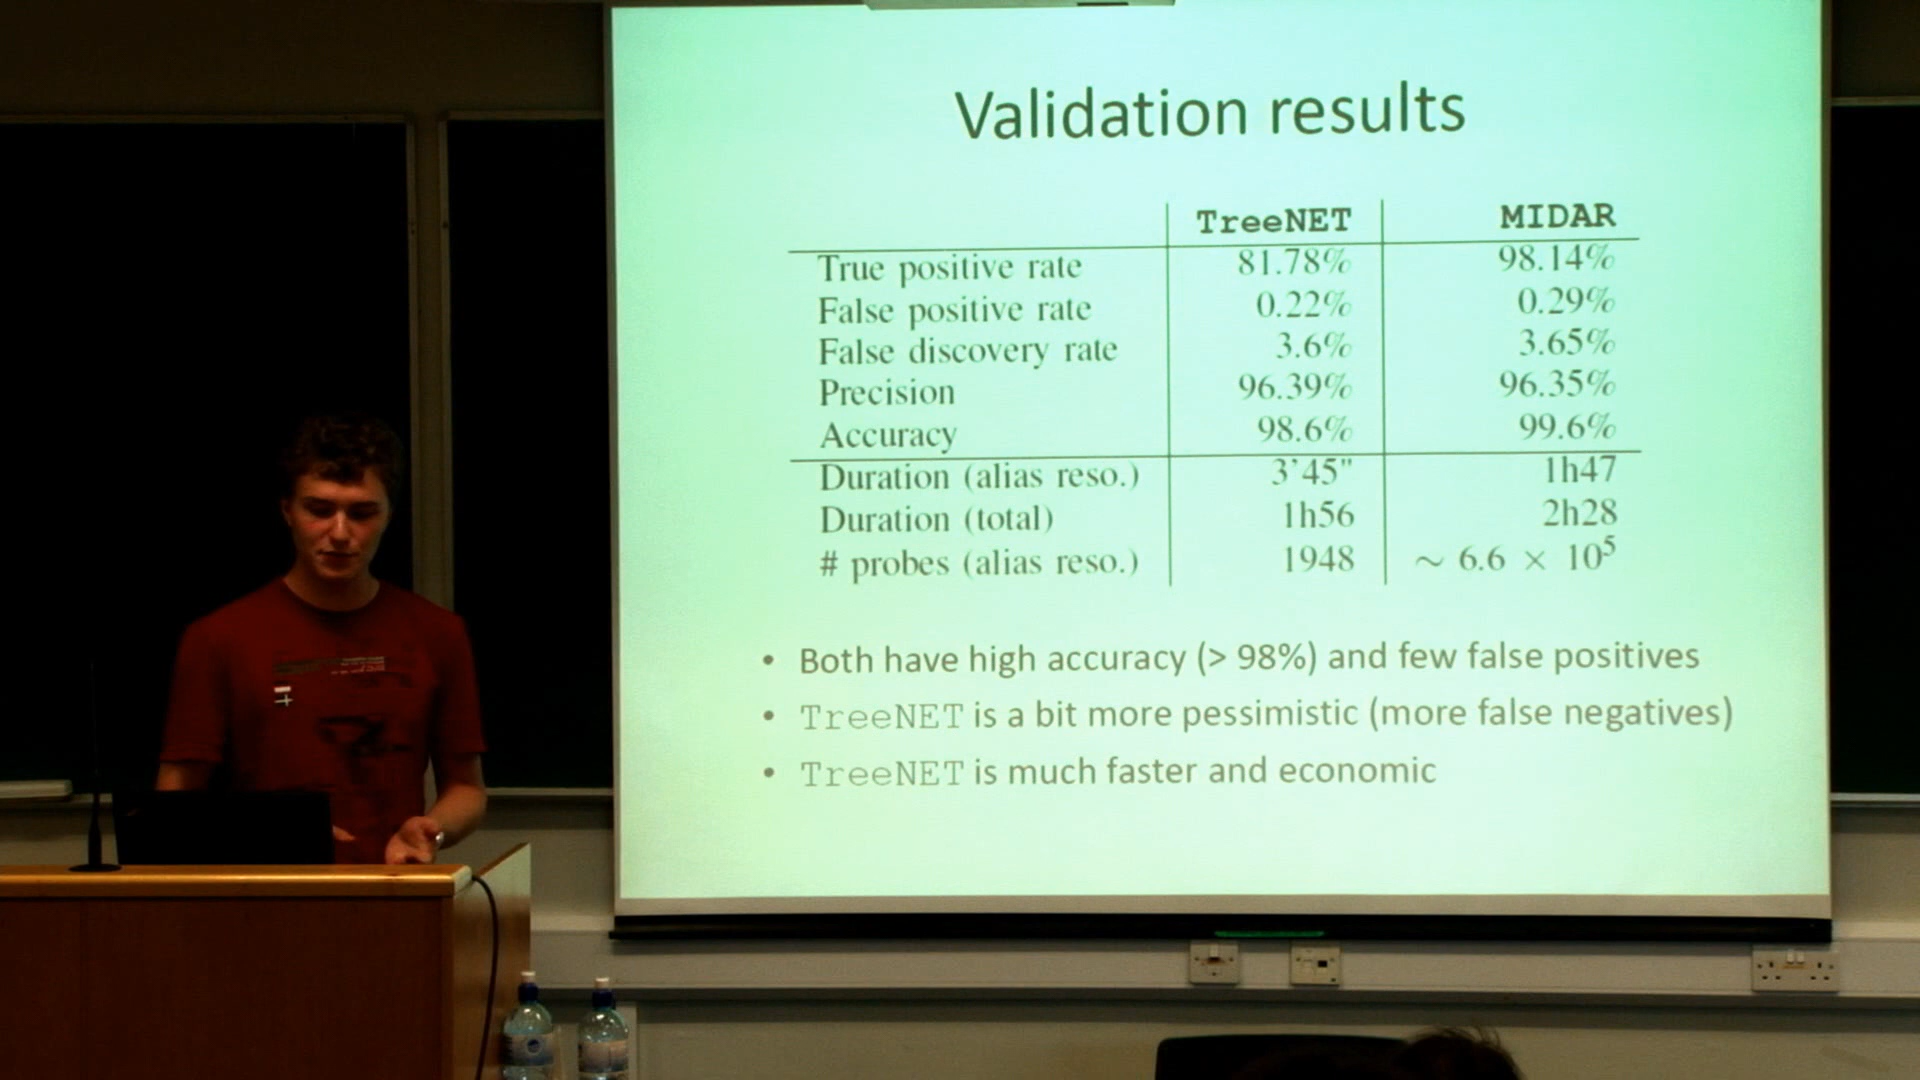 Validation results
TreeNET MIDAR
True positive rate 81.78% 98.14%
False positive rate 0.22% 0.29%
False discovery rate 3.6% 3.65%
Precision 96.39% 96.35%
Accuracy 98.6% 99.6%
Duration (alias reso.) 3'45" 1h47
Duration (total) 1h56 2h28
# probes (alias reso.) 1948 ~ 6.6 × 10⁵
• Both have high accuracy (> 98%) and few false positives
• TreeNET is a bit more pessimistic (more false negatives)
• TreeNET is much faster and economic